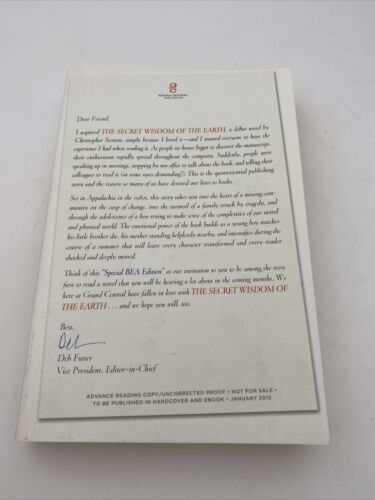 GRAND CENTRAL
PUBLISHING
Dear Friend,
I acquired THE SECRET WISDOM OF THE EARTH, a debut novel by
Christopher Scotton, simply because I loved it—and I wanted everyone to have the
experience I had when reading it. As people in-house began to discover the manuscript,
their enthusiasm rapidly spread throughout the company. Suddenly, people were
speaking up in meetings, stopping by my office to talk about the book, and telling their
colleagues to read it (in some cases demanding!). This is the quintessential publishing
story and the reason so many of us have devoted our lives to books.
Set in Appalachia in the 1980s, this story takes you into the heart of a mining com-
munity on the cusp of change, into the turmoil of a family struck by tragedy, and
through the adolescence of a boy trying to make sense of the complexities of our moral
and physical world. The emotional power of the book builds as a young boy watches
his little brother die, his mother standing helplessly nearby, and intensifies during the
course of a summer that will leave every character transformed and every reader
shocked and deeply moved.
Think of this "Special BEA Edition" as our invitation to you to be among the very
first to read a novel that you will be hearing a lot about in the coming months. We
here at Grand Central have fallen in love with THE SECRET WISDOM OF
THE EARTH . . . and we hope you will, too.
Best,
Deb Futter
Vice President, Editor-in-Chief
ADVANCE READING COPY/UNCORRECTED PROOF • NOT FOR SALE •
TO BE PUBLISHED IN HARDCOVER AND EBOOK • JANUARY 2015